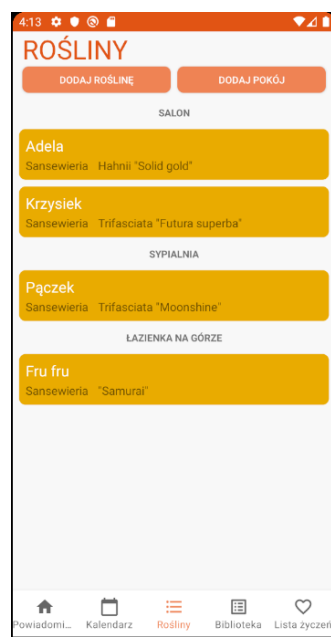 4:13
ROŚLINY
DODAJ ROŚLINĘ DODAJ POKÓJ
SALON
Adela
Sansewieria Hahnii "Solid gold"
Krzysiek
Sansewieria Trifasciata "Futura superba"
SYPIALNIA
Pączek
Sansewieria Trifasciata "Moonshine"
ŁAZIENKA NA GÓRZE
Fru fru
Sansewieria "Samurai"
Powiadomi... Kalendarz Rośliny Biblioteka Lista życzeń